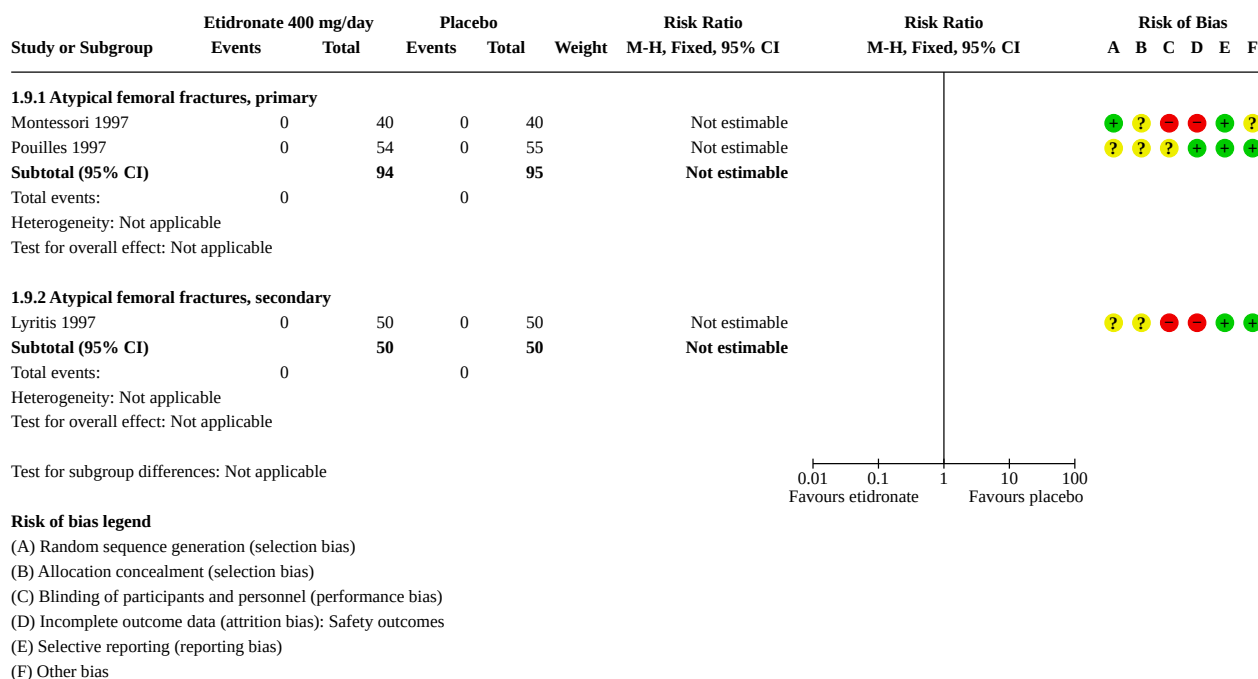 Etidronate 400 mg/day Placebo Risk Ratio Risk Ratio Risk of Bias
Study or Subgroup Events Total Events Total Weight M-H, Fixed, 95% CI M-H, Fixed, 95% CI A B C D E F
1.9.1 Atypical femoral fractures, primary
Montessori 1997 0 40 0 40 Not estimable + ? − − + ?
Pouilles 1997 0 54 0 55 Not estimable ? ? ? + + +
Subtotal (95% CI) 94 95 Not estimable
Total events: 0 0
Heterogeneity: Not applicable
Test for overall effect: Not applicable
1.9.2 Atypical femoral fractures, secondary
Lyritis 1997 0 50 0 50 Not estimable ? ? − − + +
Subtotal (95% CI) 50 50 Not estimable
Total events: 0 0
Heterogeneity: Not applicable
Test for overall effect: Not applicable
Test for subgroup differences: Not applicable
0.01 0.1 1 10 100
Favours etidronate Favours placebo
Risk of bias legend
(A) Random sequence generation (selection bias)
(B) Allocation concealment (selection bias)
(C) Blinding of participants and personnel (performance bias)
(D) Incomplete outcome data (attrition bias): Safety outcomes
(E) Selective reporting (reporting bias)
(F) Other bias